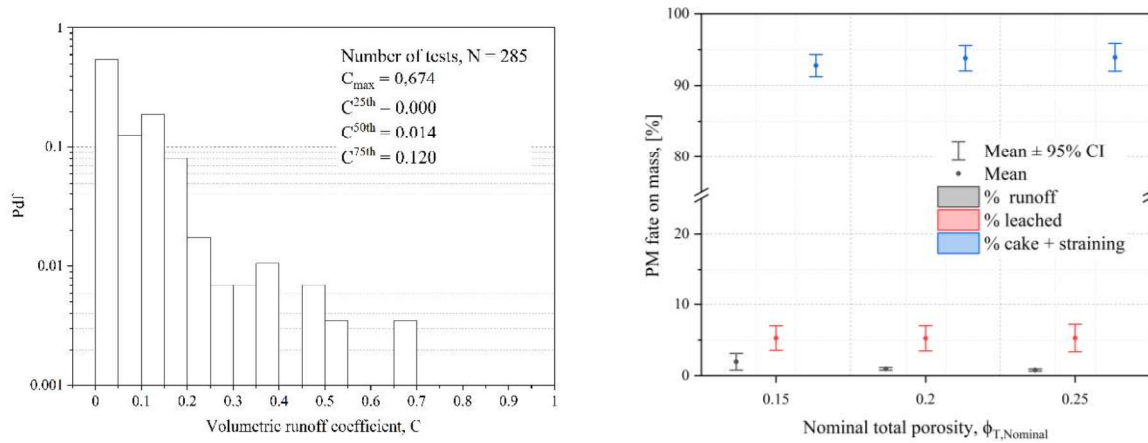 1
0.1
0.01
0.001
Pdf
Number of tests, N = 285
C_max = 0,674
C^25th = 0.000
C^50th = 0.014
C^75th = 0.120
0 0.1 0.2 0.3 0.4 0.5 0.6 0.7 0.8 0.9 1
Volumetric runoff coefficient, C
100
90
80
20
10
0
PM fate on mass, [%]
Mean ± 95% CI
Mean
% runoff
% leached
% cake + straining
0.15 0.2 0.25
Nominal total porosity, ϕ_T,Nominal